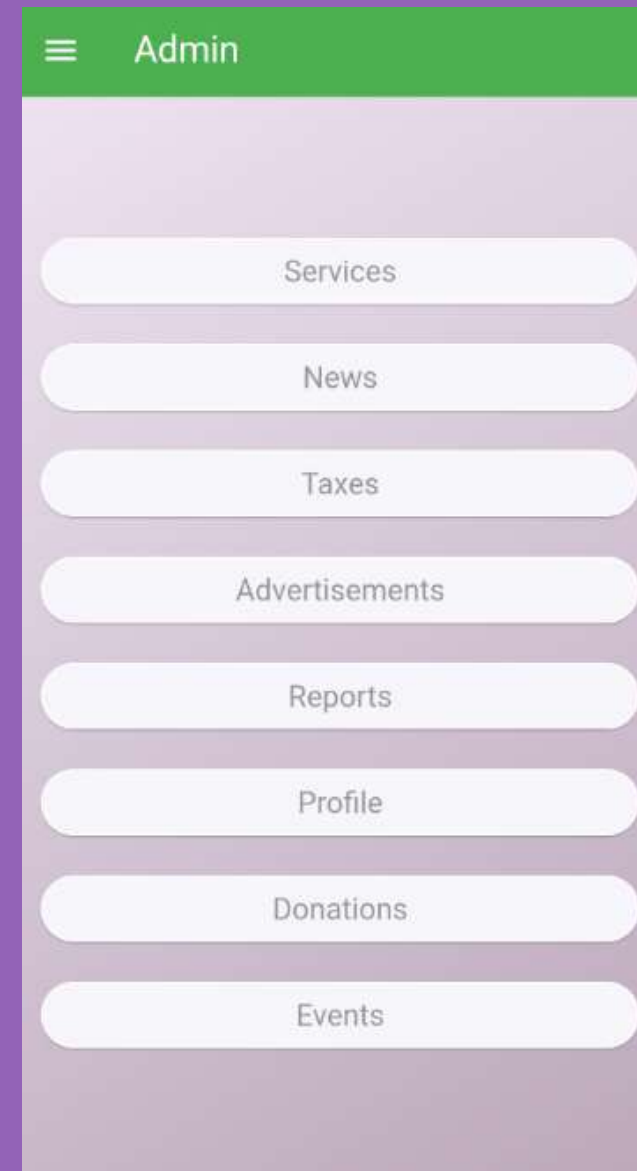 Admin
Services
News
Taxes
Advertisements
Reports
Profile
Donations
Events